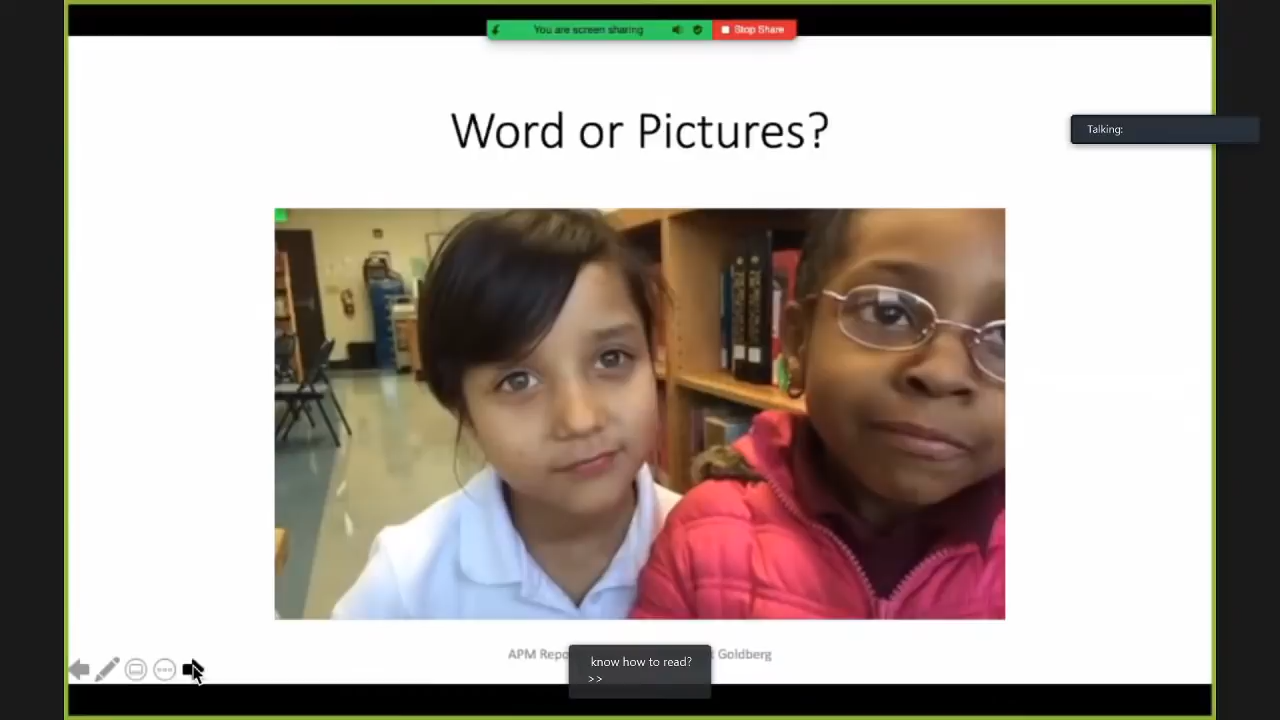 You are screen sharing
Stop Share
Word or Pictures?
Talking:
know how to read?
>>
APM Repo
Goldberg